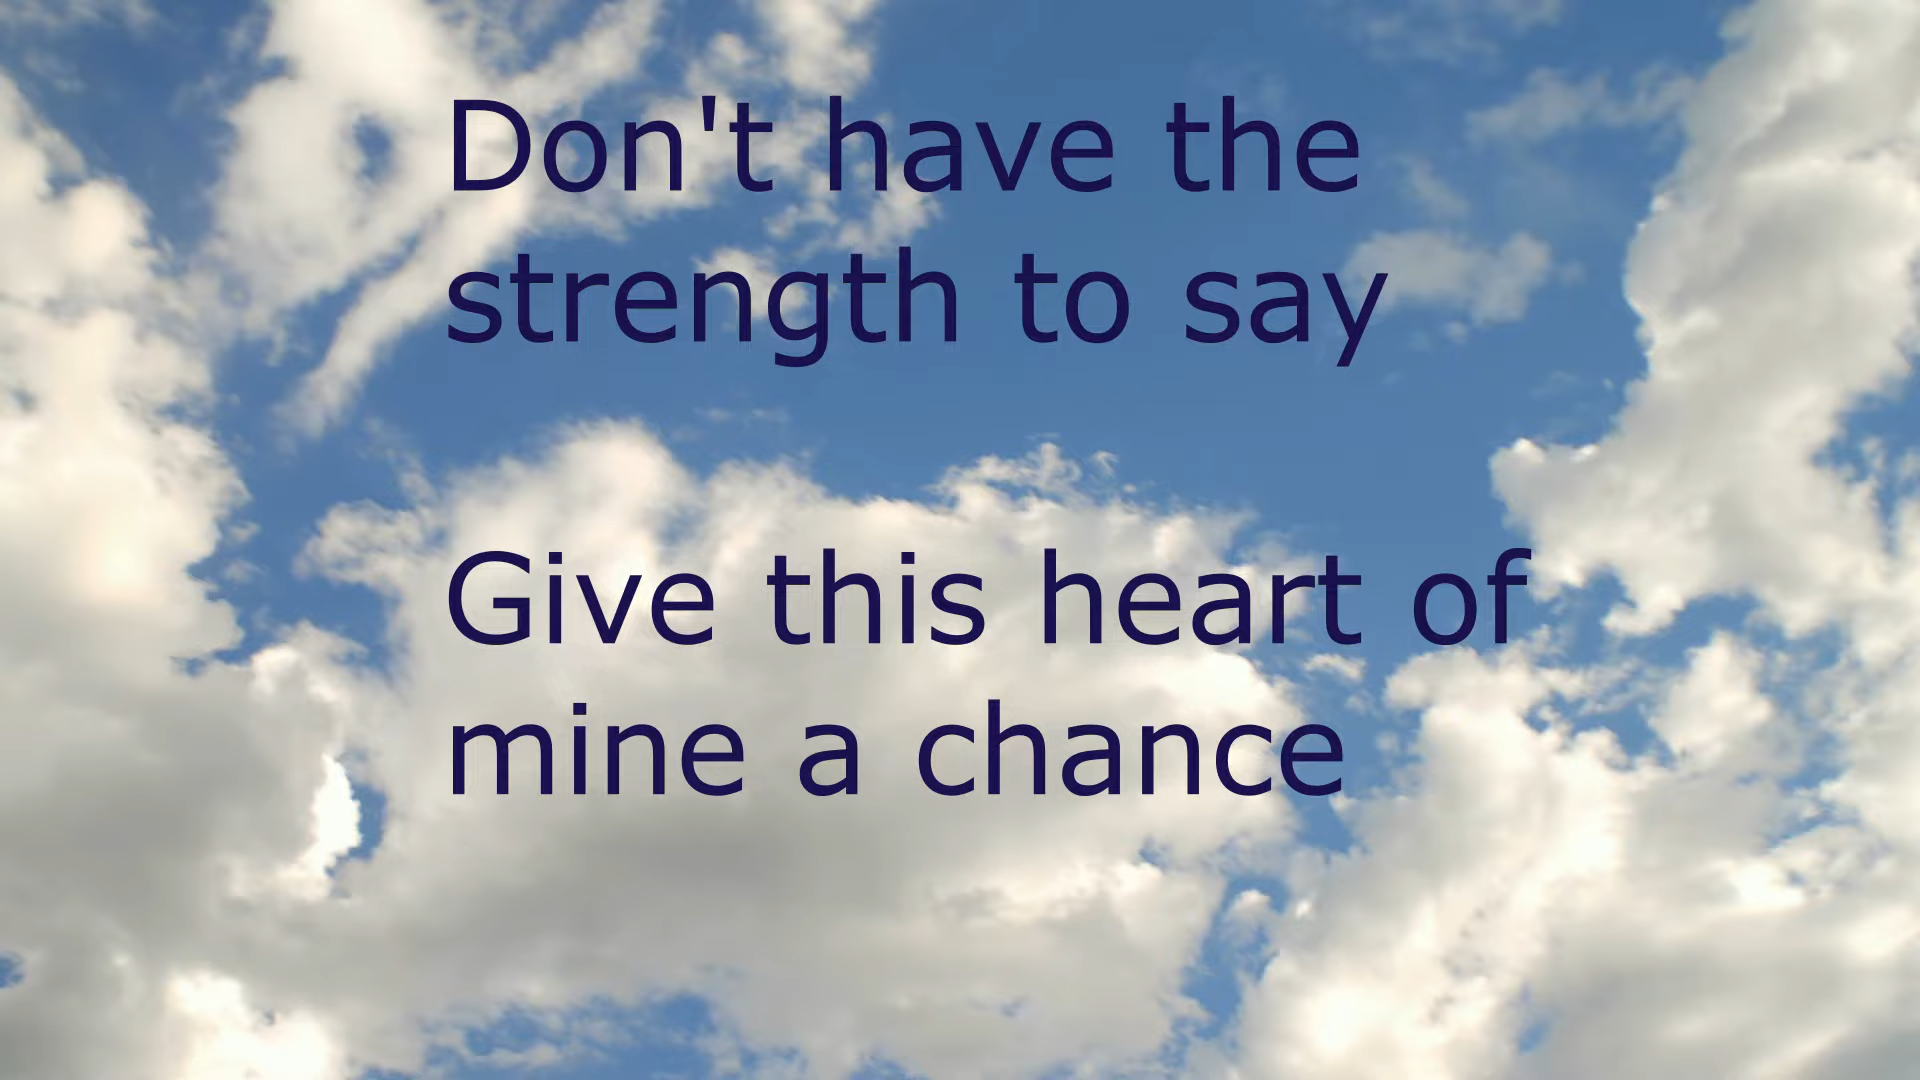 Don't have the
strength to say
Give this heart of
mine a chance